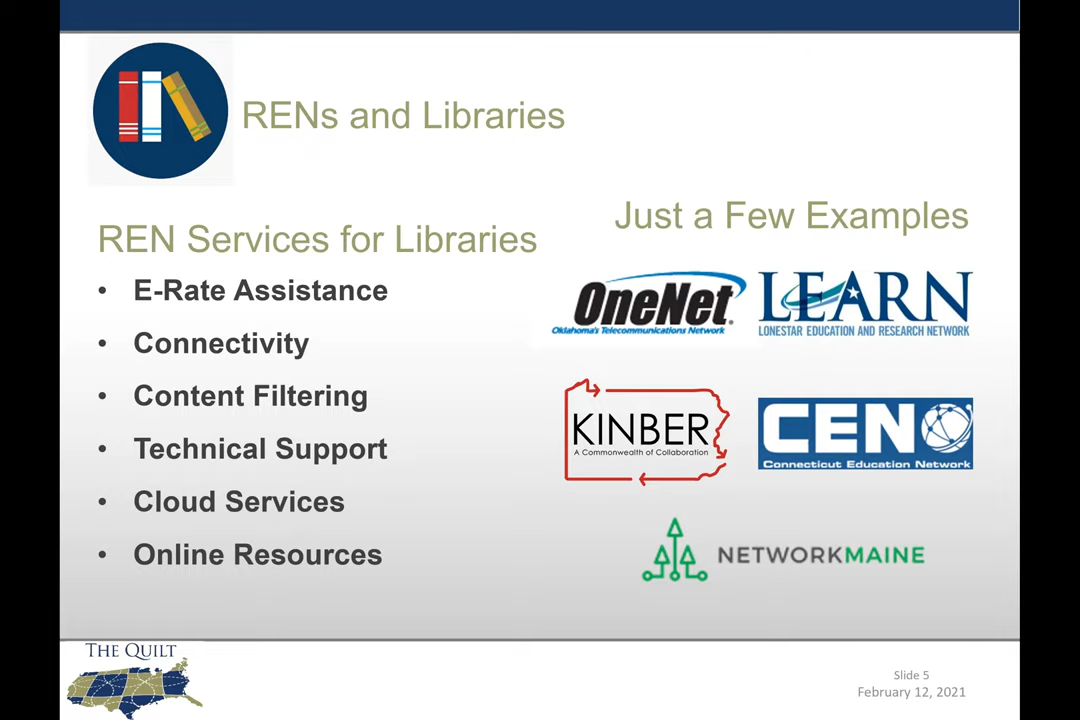 RENs and Libraries
REN Services for Libraries
• E-Rate Assistance
• Connectivity
• Content Filtering
• Technical Support
• Cloud Services
• Online Resources
Just a Few Examples
OneNet®
Oklahoma's Telecommunications Network
LEARN
LONESTAR EDUCATION AND RESEARCH NETWORK
KINBER
A Commonwealth of Collaboration
CEN
Connecticut Education Network
NETWORKMAINE
THE QUILT
Slide 5
February 12, 2021